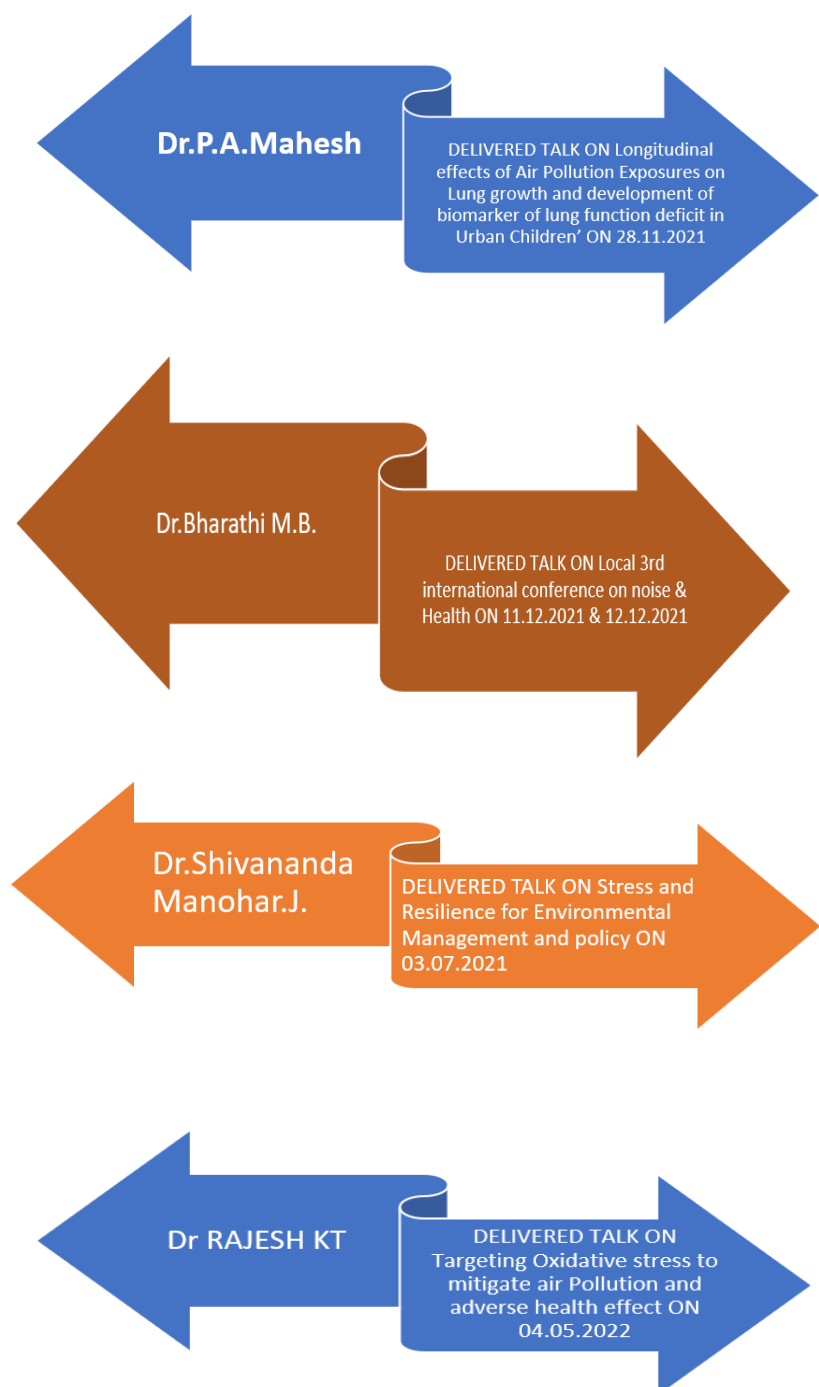 Dr.P.A.Mahesh
DELIVERED TALK ON Longitudinal
effects of Air Pollution Exposures on
Lung growth and development of
biomarker of lung function deficit in
Urban Children’ ON 28.11.2021
Dr.Bharathi M.B.
DELIVERED TALK ON Local 3rd
international conference on noise &
Health ON 11.12.2021 & 12.12.2021
Dr.Shivananda
Manohar.J.
DELIVERED TALK ON Stress and
Resilience for Environmental
Management and policy ON
03.07.2021
Dr RAJESH KT
DELIVERED TALK ON
Targeting Oxidative stress to
mitigate air Pollution and
adverse health effect ON
04.05.2022